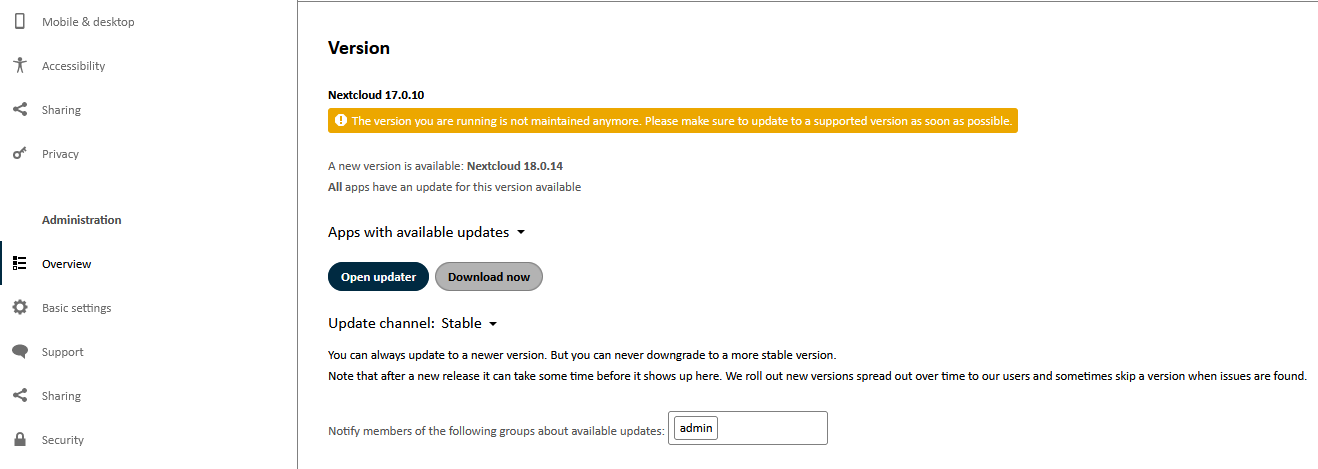 Mobile & desktop
Accessibility
Sharing
Privacy
Administration
Overview
Basic settings
Support
Sharing
Security
Version
Nextcloud 17.0.10
The version you are running is not maintained anymore. Please make sure to update to a supported version as soon as possible.
A new version is available: Nextcloud 18.0.14
All apps have an update for this version available
Apps with available updates
Open updater
Download now
Update channel: Stable
You can always update to a newer version. But you can never downgrade to a more stable version.
Note that after a new release it can take some time before it shows up here. We roll out new versions spread out over time to our users and sometimes skip a version when issues are found.
Notify members of the following groups about available updates: admin